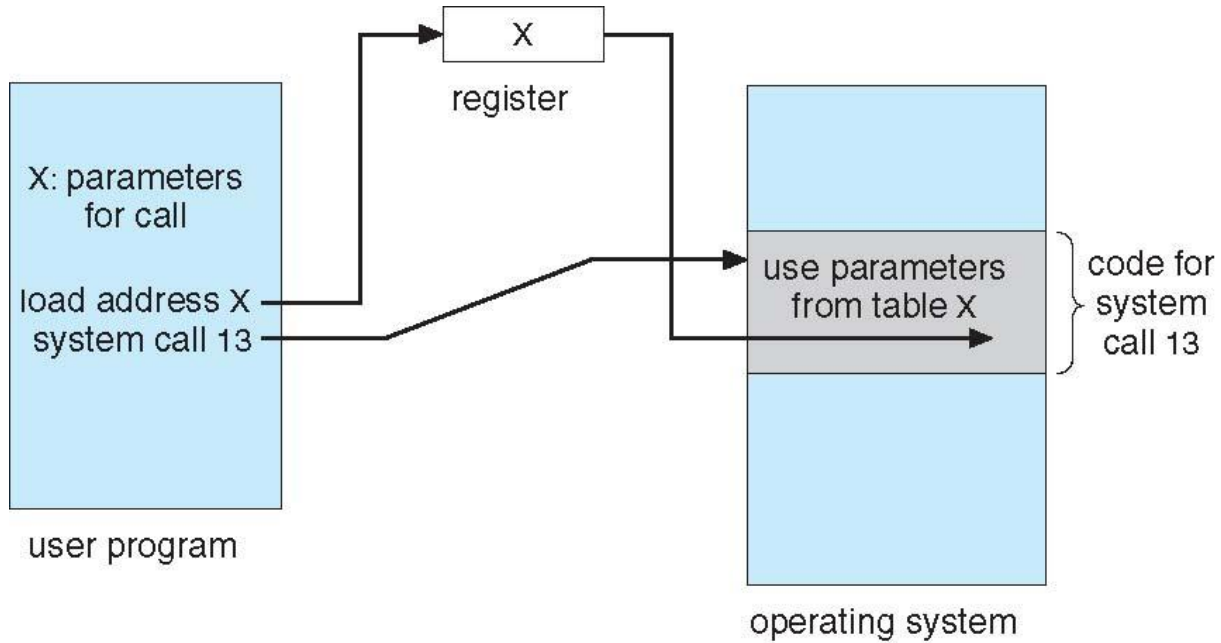 X
register
X: parameters
for call
load address X
system call 13
user program
use parameters
from table X
code for
system
call 13
operating system